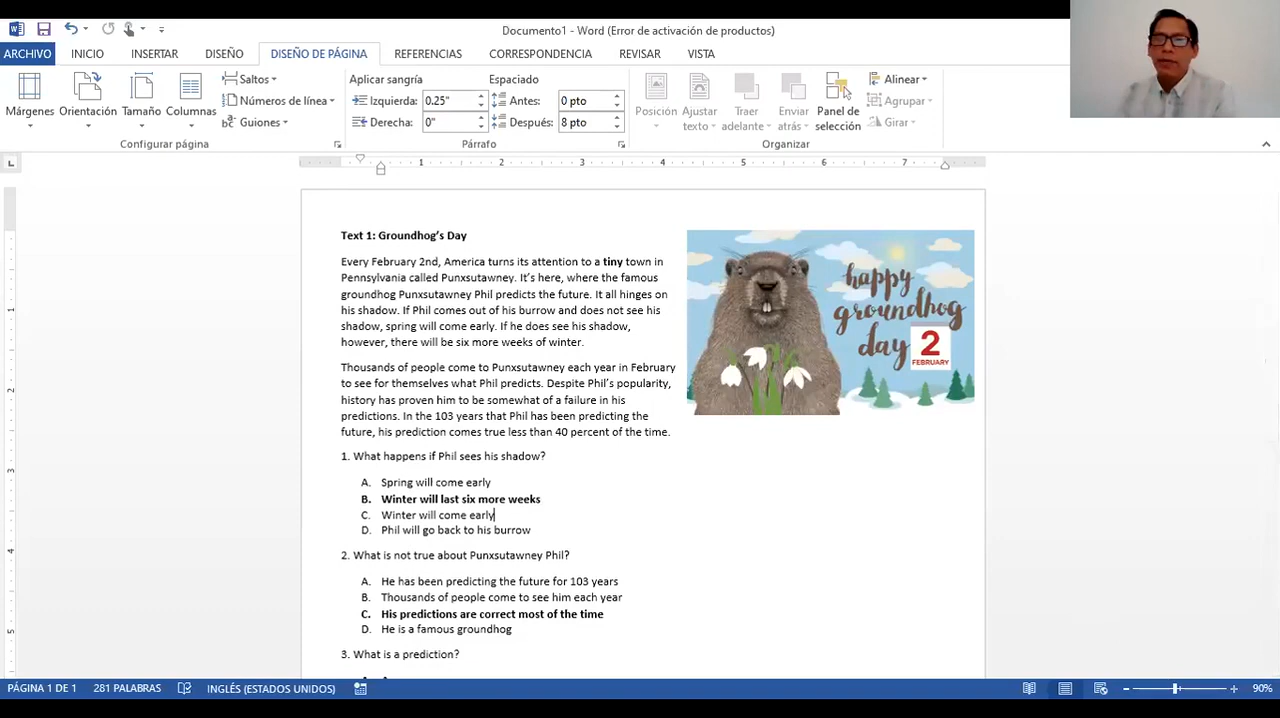 Documento1 - Word (Error de activación de productos)
ARCHIVO INICIO INSERTAR DISEÑO DISEÑO DE PÁGINA REFERENCIAS CORRESPONDENCIA REVISAR VISTA
Márgenes Orientación Tamaño Columnas
Saltos
Números de línea
Guiones
Configurar página
Aplicar sangría Espaciado
Izquierda: 0.25" Antes: 0 pto
Derecha: 0" Después: 8 pto
Párrafo
Posición Ajustar texto Traer adelante Enviar atrás Panel de selección
Alinear
Agrupar
Girar
Organizar
1 2 3 4 5 6 7
Text 1: Groundhog's Day
Every February 2nd, America turns its attention to a tiny town in
Pennsylvania called Punxsutawney. It's here, where the famous
groundhog Punxsutawney Phil predicts the future. It all hinges on
his shadow. If Phil comes out of his burrow and does not see his
shadow, spring will come early. If he does see his shadow,
however, there will be six more weeks of winter.
Thousands of people come to Punxsutawney each year in February
to see for themselves what Phil predicts. Despite Phil's popularity,
history has proven him to be somewhat of a failure in his
predictions. In the 103 years that Phil has been predicting the
future, his prediction comes true less than 40 percent of the time.
happy
groundhog
day
2
FEBRUARY
1. What happens if Phil sees his shadow?
A. Spring will come early
B. Winter will last six more weeks
C. Winter will come early
D. Phil will go back to his burrow
2. What is not true about Punxsutawney Phil?
A. He has been predicting the future for 103 years
B. Thousands of people come to see him each year
C. His predictions are correct most of the time
D. He is a famous groundhog
3. What is a prediction?
1
2
3
4
5
PÁGINA 1 DE 1 281 PALABRAS INGLÉS (ESTADOS UNIDOS) 90%